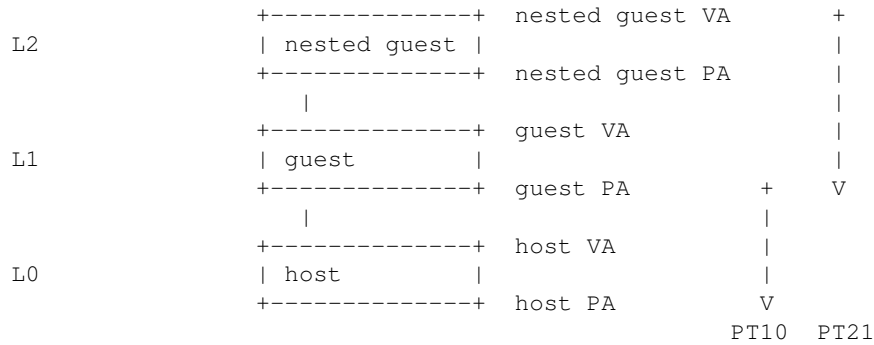 +--------------+  nested guest VA       +
L2                  | nested guest |                        |
                    +--------------+  nested guest PA       |
                       |                                    |
                    +--------------+  guest VA              |
L1                  | guest        |                        |
                    +--------------+  guest PA         +    V
                       |                               |
                    +--------------+  host VA          |
L0                  | host         |                   |
                    +--------------+  host PA          V
                                                     PT10  PT21